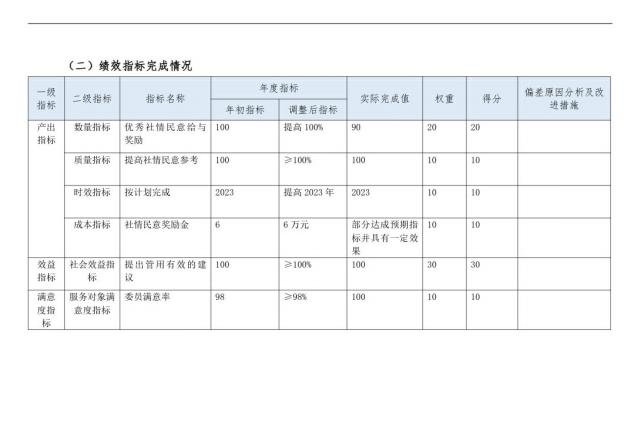 （二）绩效指标完成情况
一级指标 二级指标 指标名称 年度指标 实际完成值 权重 得分 偏差原因分析及改进措施
年初指标 调整后指标
产出指标 数量指标 优秀社情民意给与奖励 100 提高 100% 90 20 20
质量指标 提高社情民意参考 100 ≥100% 100 10 10
时效指标 按计划完成 2023 提高 2023 年 2023 10 10
成本指标 社情民意奖励金 6 6 万元 部分达成预期指标并具有一定效果 10 10
效益指标 社会效益指标 提出管用有效的建议 100 ≥100% 100 30 30
满意度指标 服务对象满意度指标 委员满意率 98 ≥98% 100 10 10